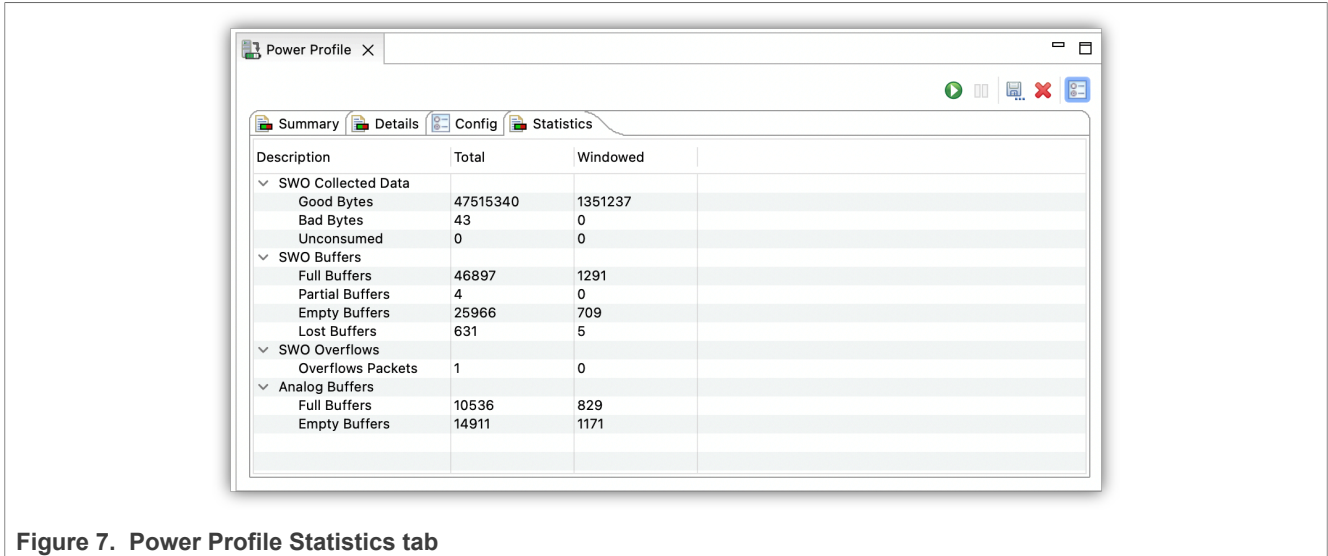 Power Profile
Summary Details Config Statistics
Description Total Windowed
SWO Collected Data
Good Bytes 47515340 1351237
Bad Bytes 43 0
Unconsumed 0 0
SWO Buffers
Full Buffers 46897 1291
Partial Buffers 4 0
Empty Buffers 25966 709
Lost Buffers 631 5
SWO Overflows
Overflows Packets 1 0
Analog Buffers
Full Buffers 10536 829
Empty Buffers 14911 1171
Figure 7. Power Profile Statistics tab